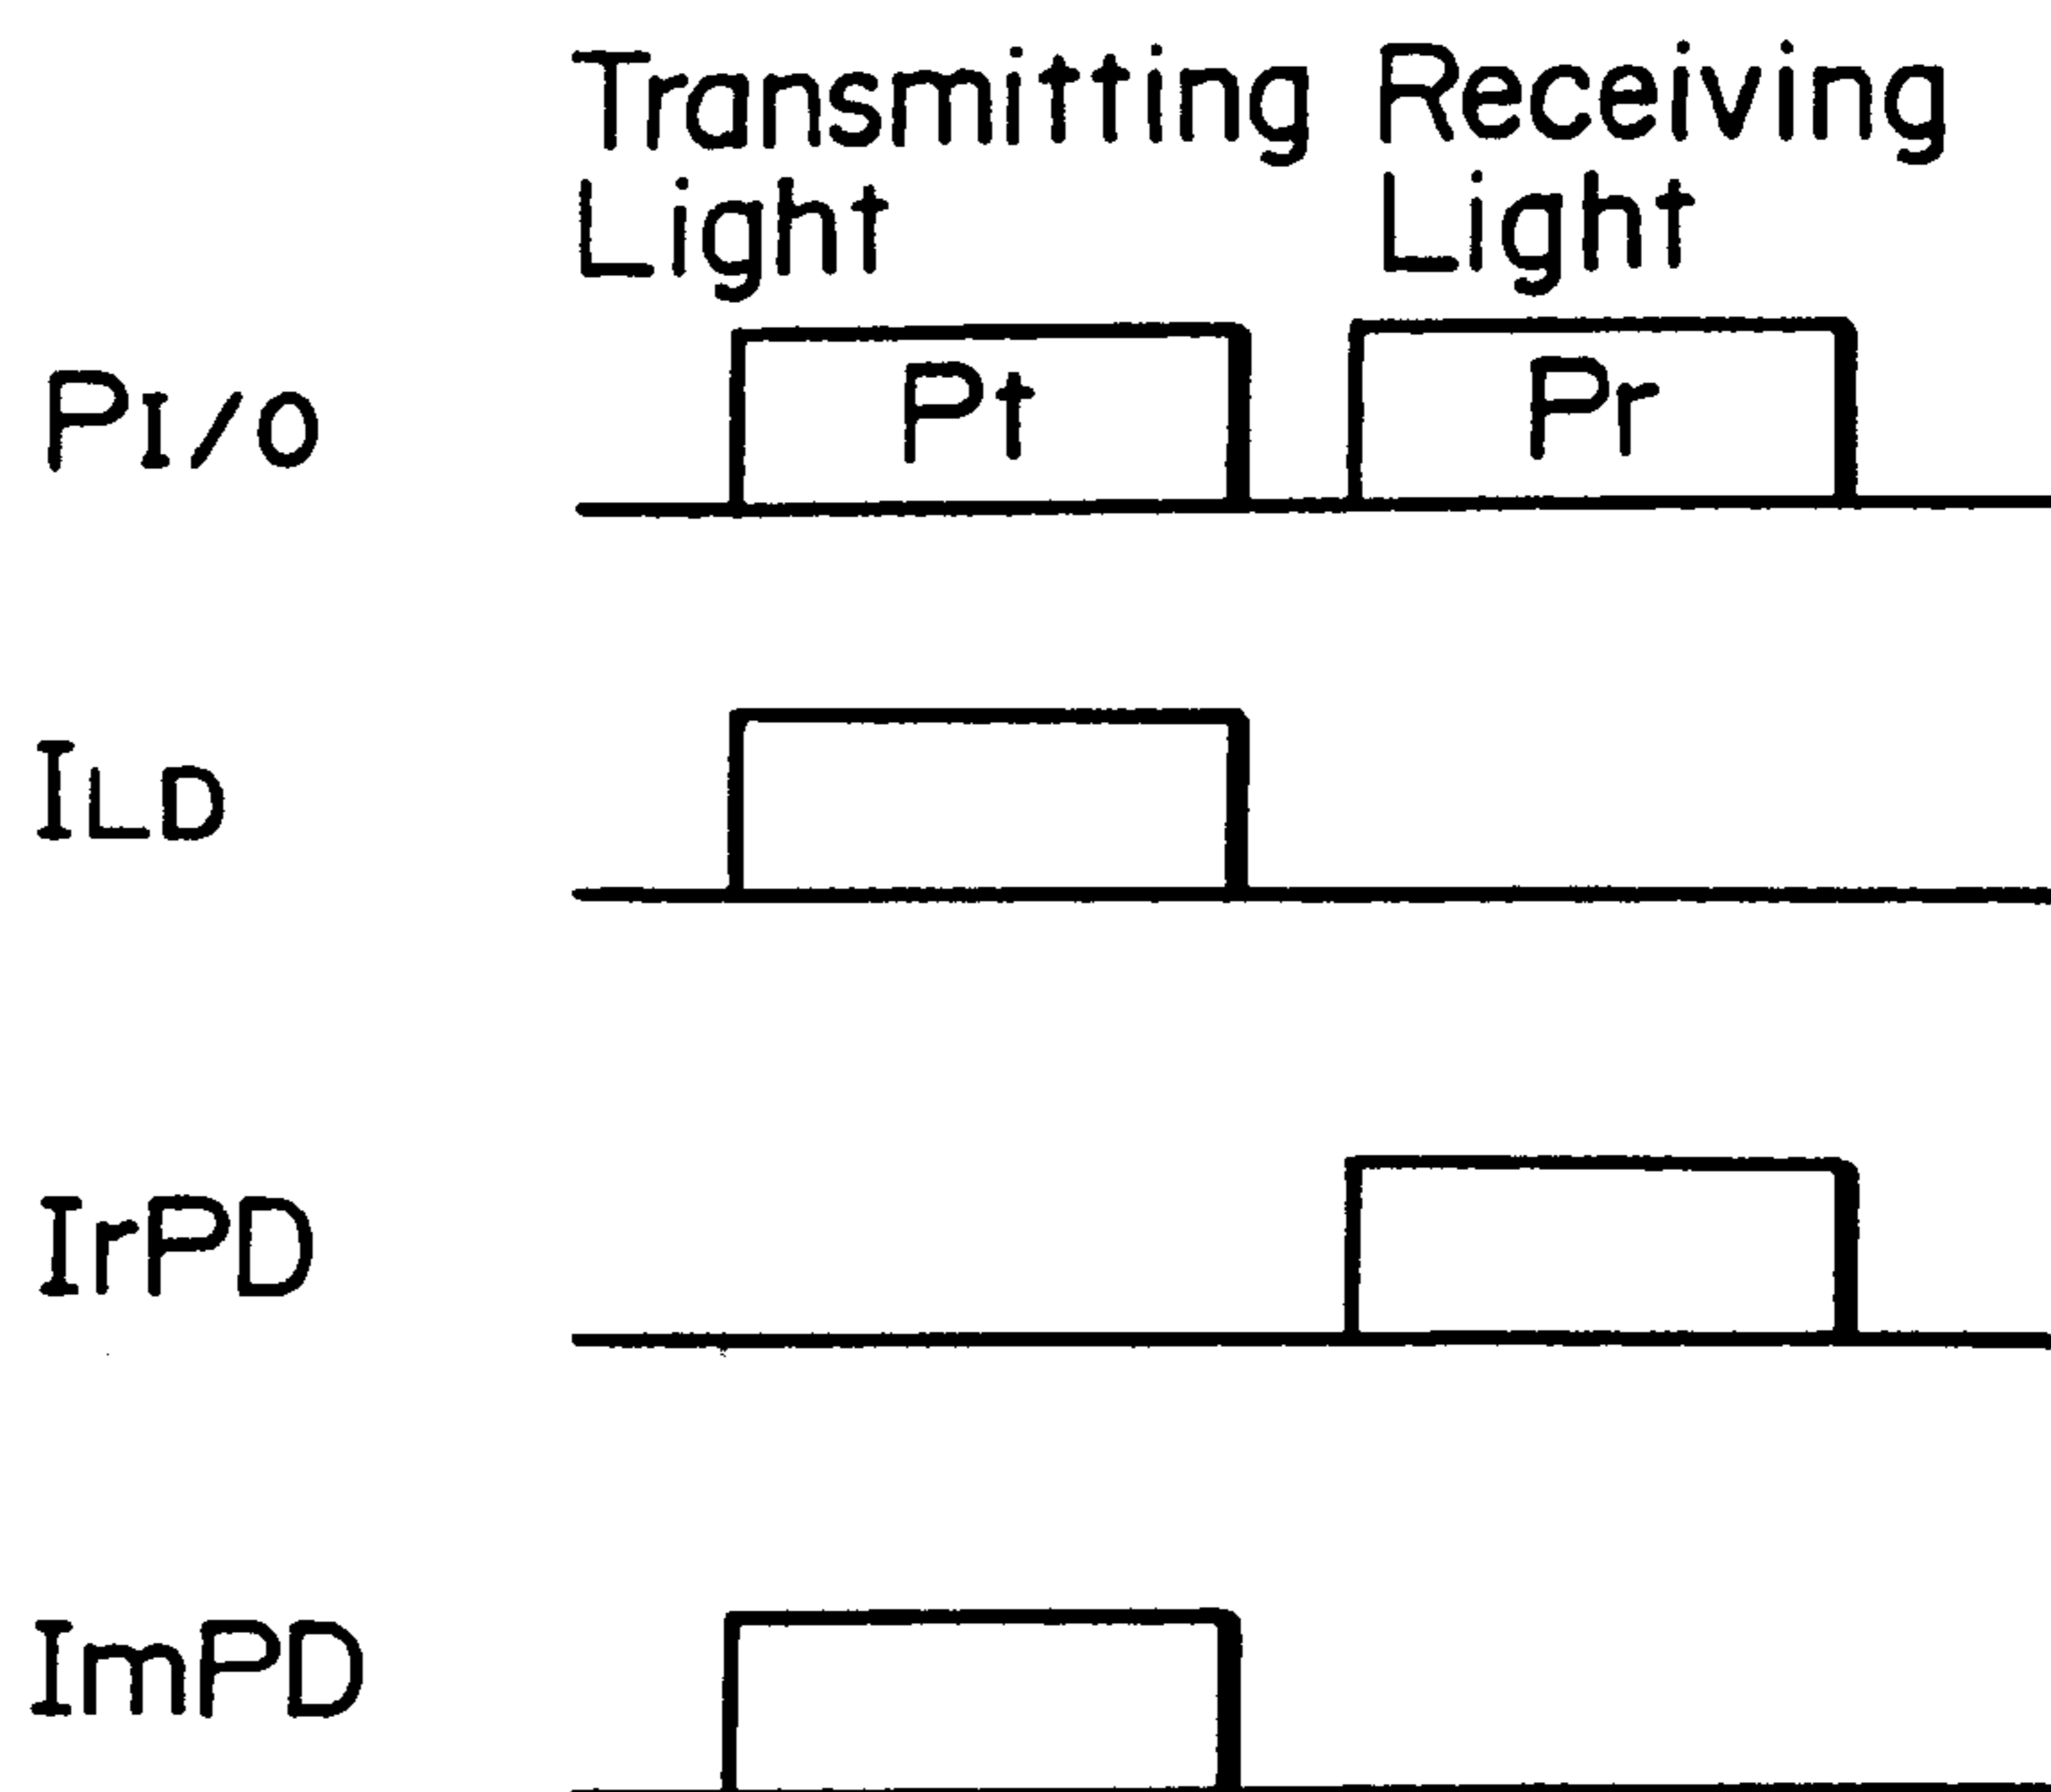 Transmitting Receiving
Light Light
PI/O Pt Pr
ILD
IrPD
ImPD